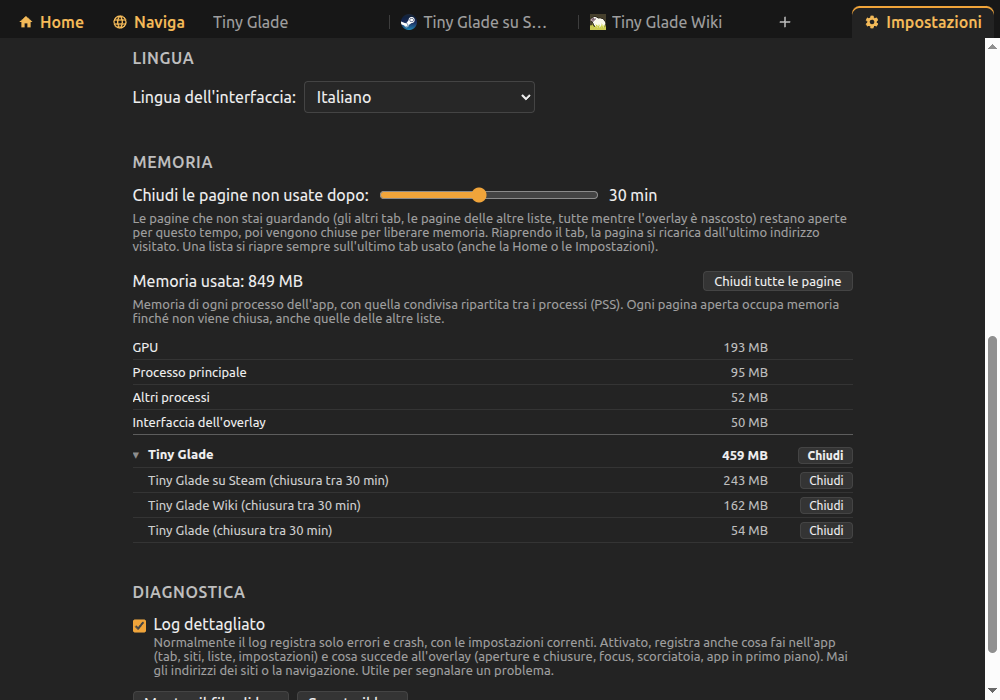 Home
Naviga
Tiny Glade
Tiny Glade su S...
Tiny Glade Wiki
+
Impostazioni
LINGUA
Lingua dell'interfaccia: Italiano
MEMORIA
Chiudi le pagine non usate dopo: 30 min
Le pagine che non stai guardando (gli altri tab, le pagine delle altre liste, tutte mentre l'overlay è nascosto) restano aperte
per questo tempo, poi vengono chiuse per liberare memoria. Riaprendo il tab, la pagina si ricarica dall'ultimo indirizzo
visitato. Una lista si riapre sempre sull'ultimo tab usato (anche la Home o le Impostazioni).
Memoria usata: 849 MB
Chiudi tutte le pagine
Memoria di ogni processo dell'app, con quella condivisa ripartita tra i processi (PSS). Ogni pagina aperta occupa memoria
finché non viene chiusa, anche quelle delle altre liste.
GPU 193 MB
Processo principale 95 MB
Altri processi 52 MB
Interfaccia dell'overlay 50 MB
Tiny Glade 459 MB Chiudi
Tiny Glade su Steam (chiusura tra 30 min) 243 MB Chiudi
Tiny Glade Wiki (chiusura tra 30 min) 162 MB Chiudi
Tiny Glade (chiusura tra 30 min) 54 MB Chiudi
DIAGNOSTICA
Log dettagliato
Normalmente il log registra solo errori e crash, con le impostazioni correnti. Attivato, registra anche cosa fai nell'app
(tab, siti, liste, impostazioni) e cosa succede all'overlay (aperture e chiusure, focus, scorciatoia, app in primo piano). Mai
gli indirizzi dei siti o la navigazione. Utile per segnalare un problema.